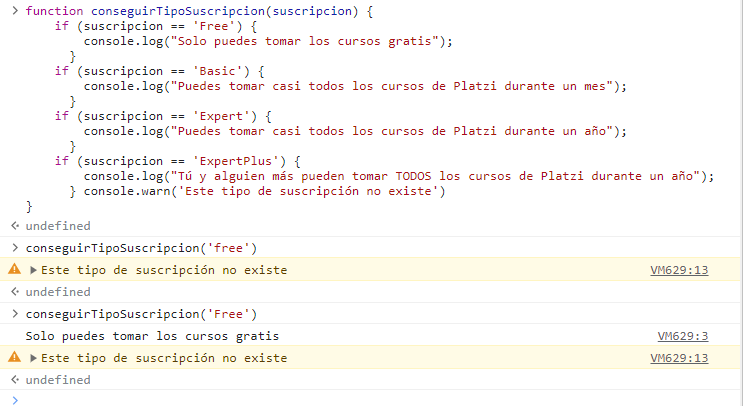 > function conseguirTipoSuscripcion(suscripcion) {
    if (suscripcion == 'Free') {
        console.log("Solo puedes tomar los cursos gratis");
      }
    if (suscripcion == 'Basic') {
        console.log("Puedes tomar casi todos los cursos de Platzi durante un mes");
      }
    if (suscripcion == 'Expert') {
        console.log("Puedes tomar casi todos los cursos de Platzi durante un año");
      }
    if (suscripcion == 'ExpertPlus') {
        console.log("Tú y alguien más pueden tomar TODOS los cursos de Platzi durante un año");
      } console.warn('Este tipo de suscripción no existe')
}
undefined
> conseguirTipoSuscripcion('free')
Este tipo de suscripción no existe VM629:13
undefined
> conseguirTipoSuscripcion('Free')
Solo puedes tomar los cursos gratis VM629:3
Este tipo de suscripción no existe VM629:13
undefined
>